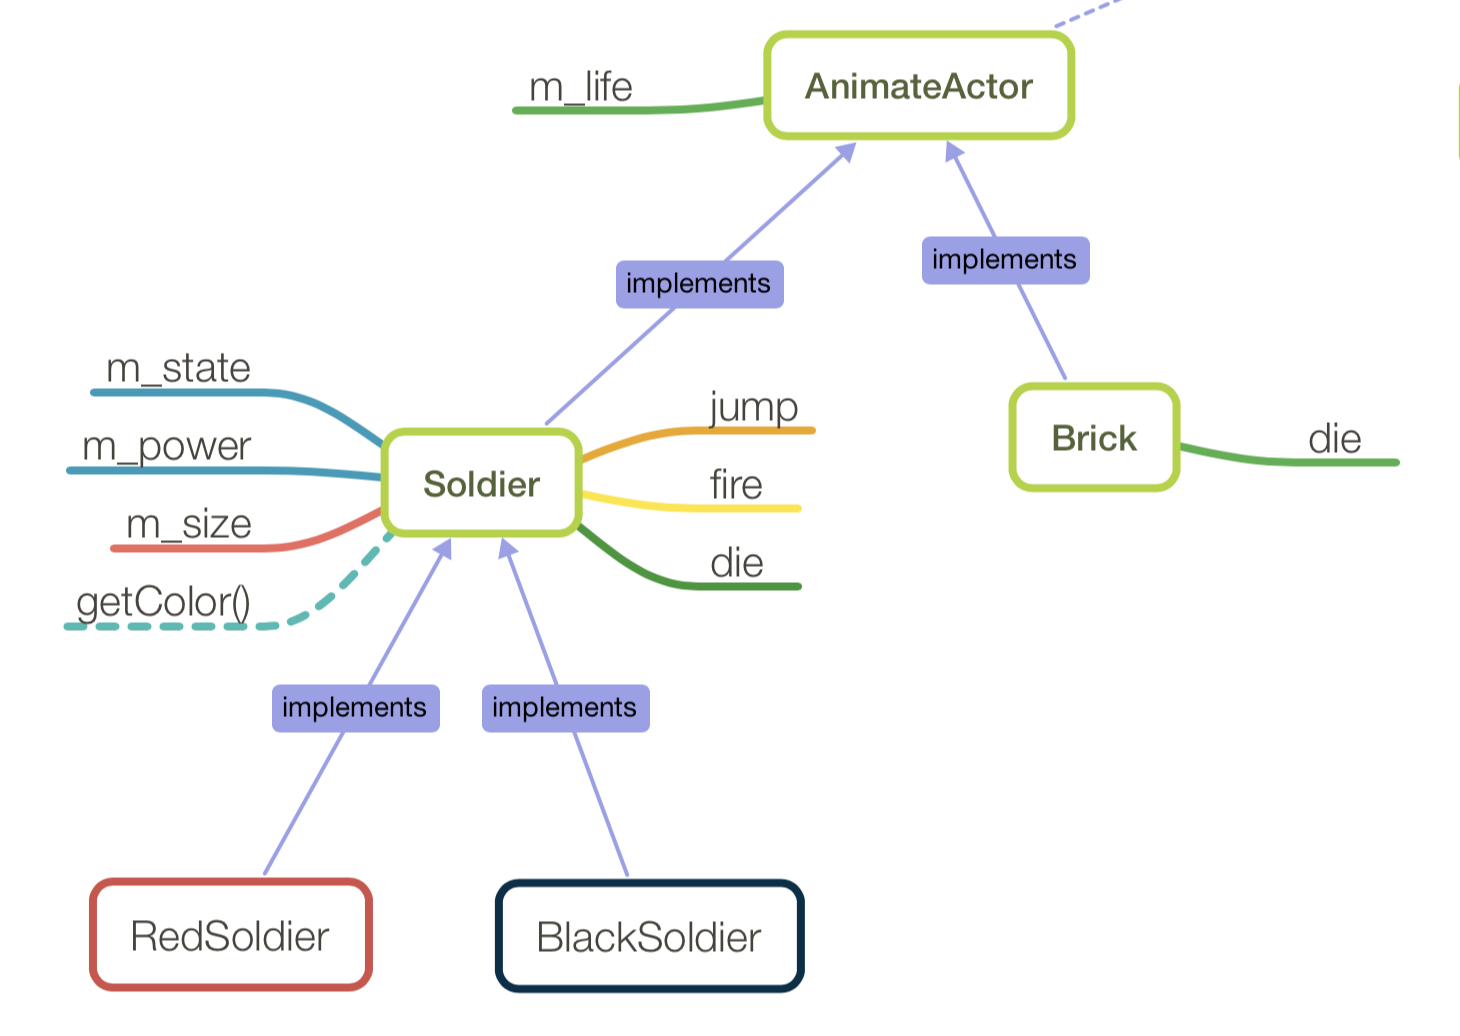 m_life
AnimateActor
implements
implements
m_state
jump
Brick
die
m_power
Soldier
fire
m_size
die
getColor()
implements
implements
RedSoldier
BlackSoldier